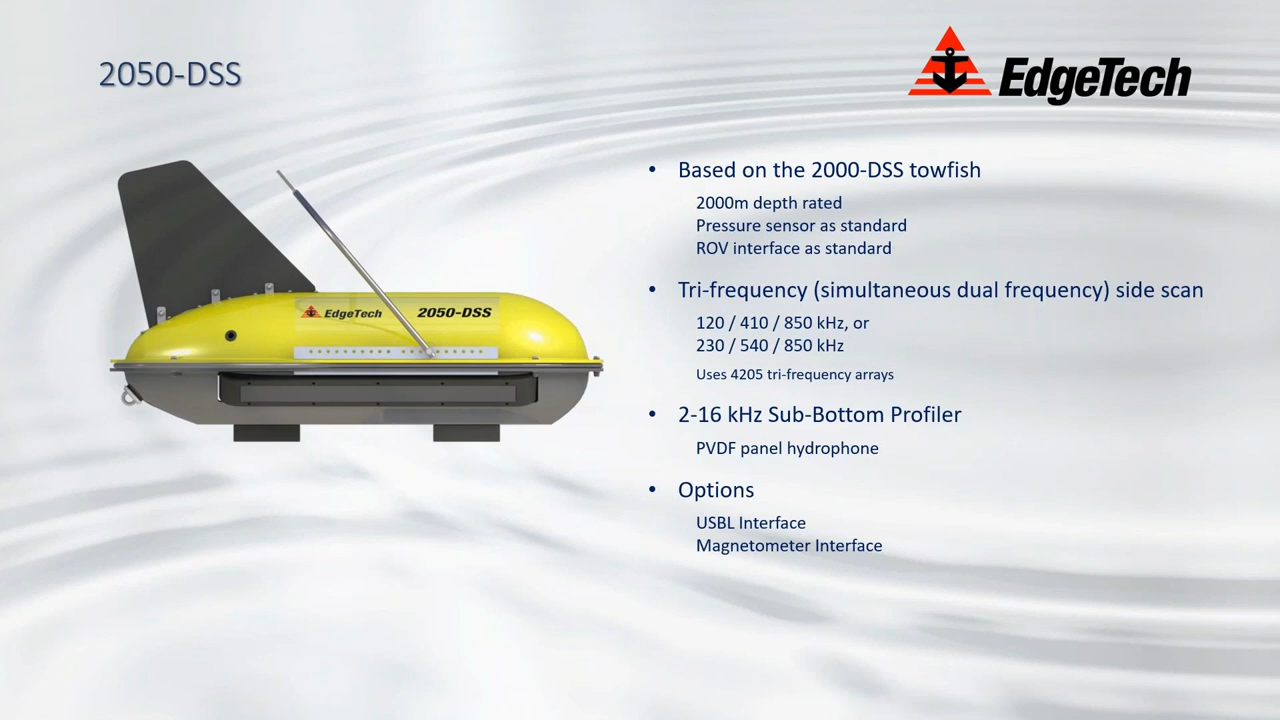 2050-DSS
EdgeTech
• Based on the 2000-DSS towfish
2000m depth rated
Pressure sensor as standard
ROV interface as standard
• Tri-frequency (simultaneous dual frequency) side scan
120 / 410 / 850 kHz, or
230 / 540 / 850 kHz
Uses 4205 tri-frequency arrays
• 2-16 kHz Sub-Bottom Profiler
PVDF panel hydrophone
• Options
USBL Interface
Magnetometer Interface
EdgeTech 2050-DSS